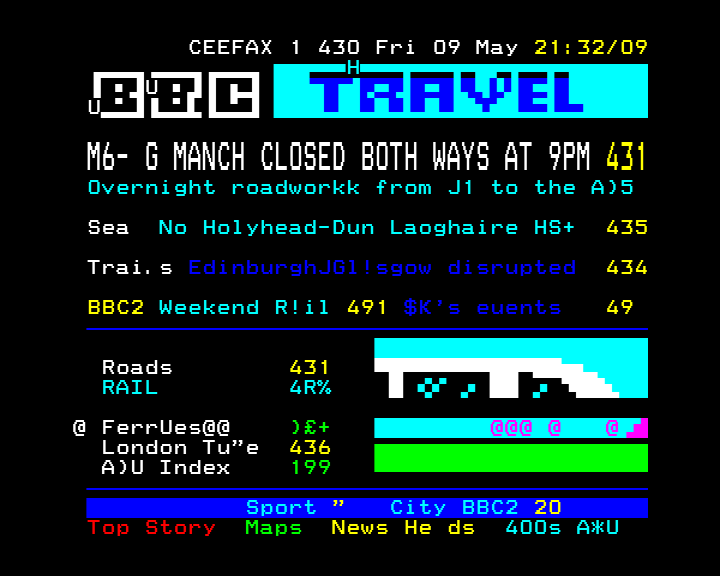 CEEFAX 1 430 Fri 09 May 21:32/09
H
U BBC U TRAVEL
M6- G MANCH CLOSED BOTH WAYS AT 9PM 431
Overnight roadworkk from J1 to the A)5
Sea No Holyhead-Dun Laoghaire HS+ 435
Trai.s EdinburghJGl!sgow disrupted 434
BBC2 Weekend R!il 491 $K's euents 49
Roads 431
RAIL 4R%
@ FerrUes@@ )£+ @@@ @ @
London Tu"e 436
A)U Index 199
Sport " City BBC2 20
Top Story Maps News He ds 400s A*U